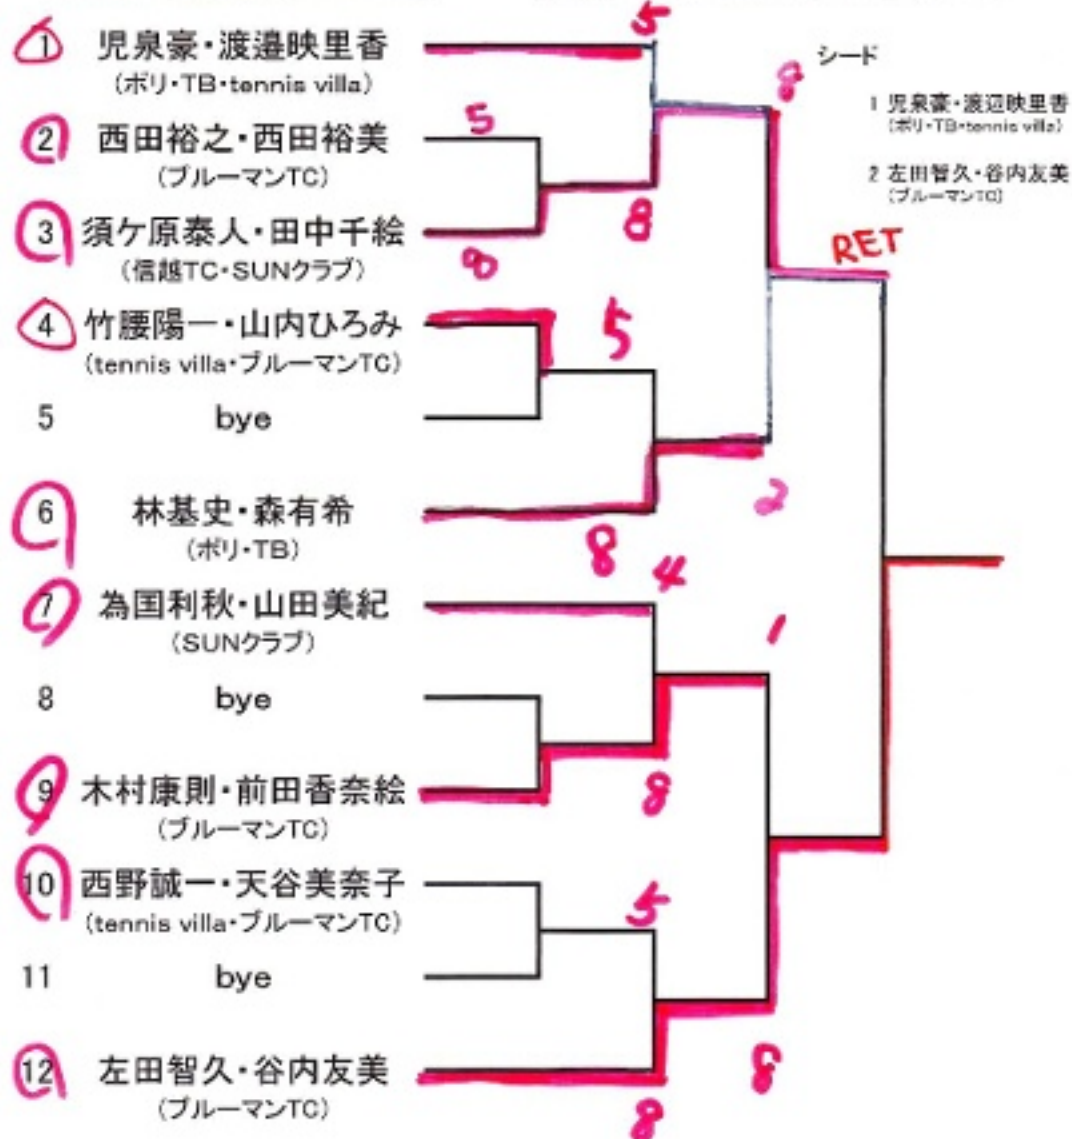 1 児泉豪・渡邉映里香
(ポリ・TB・tennis villa)
2 西田裕之・西田裕美
(ブルーマンTC)
3 須ケ原泰人・田中千絵
(信越TC・SUNクラブ)
4 竹腰陽一・山内ひろみ
(tennis villa・ブルーマンTC)
5 bye
6 林基史・森有希
(ポリ・TB)
7 為国利秋・山田美紀
(SUNクラブ)
8 bye
9 木村康則・前田香奈絵
(ブルーマンTC)
10 西野誠一・天谷美奈子
(tennis villa・ブルーマンTC)
11 bye
12 左田智久・谷内友美
(ブルーマンTC)
5
5
8
8
5
8
4
8
5
8
8
2
1
8
RET
シード
1 児泉豪・渡辺映里香
(ポリ・TB・tennis villa)
2 左田智久・谷内友美
(ブルーマンTC)